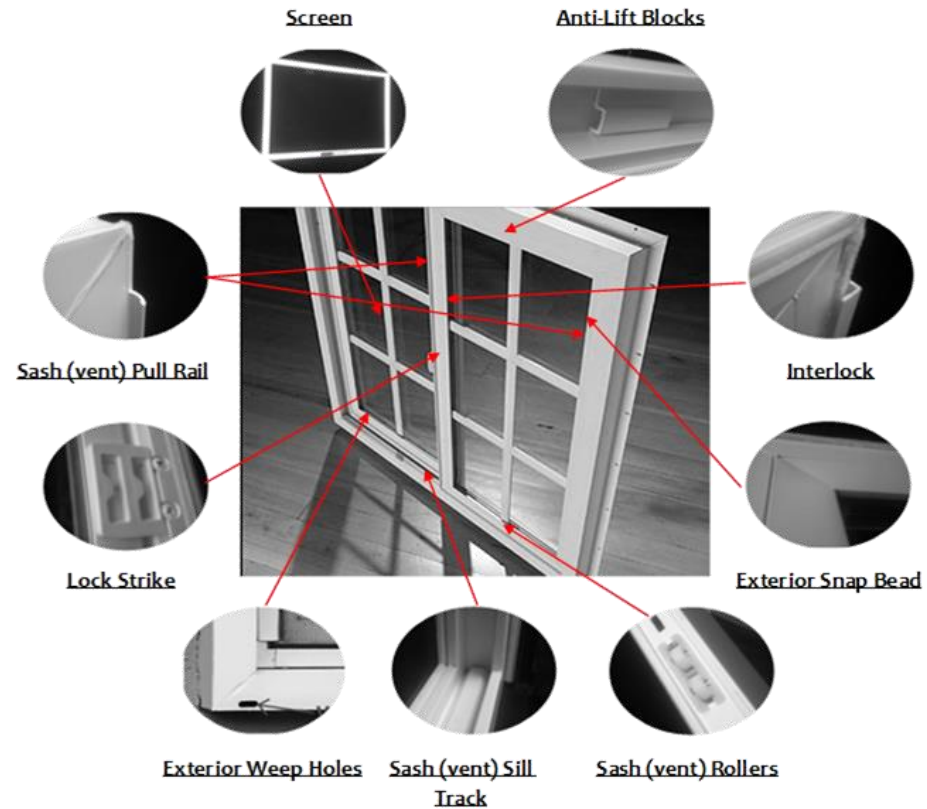 Screen
Anti-Lift Blocks
Sash (vent) Pull Rail
Interlock
Lock Strike
Exterior Snap Bead
Exterior Weep Holes
Sash (vent) Sill
Track
Sash (vent) Rollers